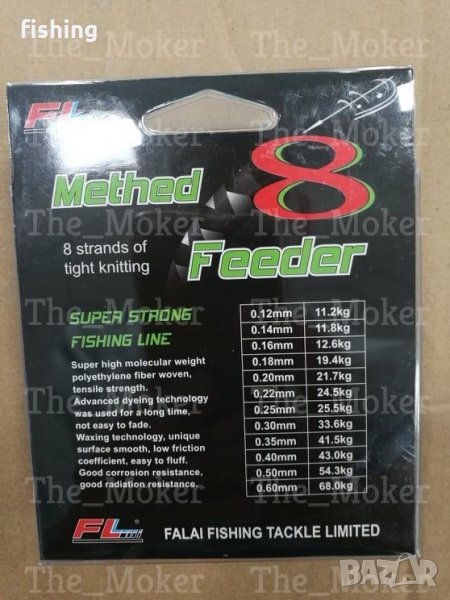 fishing
FL
Methed 8
8 strands of
tight knitting
Feeder
SUPER STRONG
FISHING LINE
Super high molecular weight
polyethylene fiber woven,
tensile strength.
Advanced dyeing technology
was used for a long time,
not easy to fade.
Waxing technology, unique
surface smooth, low friction
coefficient, easy to fluff.
Good corrosion resistance,
good radiation resistance.
0.12mm 11.2kg
0.14mm 11.8kg
0.16mm 12.6kg
0.18mm 19.4kg
0.20mm 21.7kg
0.22mm 24.5kg
0.25mm 25.5kg
0.30mm 33.6kg
0.35mm 41.5kg
0.40mm 43.0kg
0.50mm 54.3kg
0.60mm 68.0kg
FL
FALAI FISHING TACKLE LIMITED
The_Moker
BAZAR